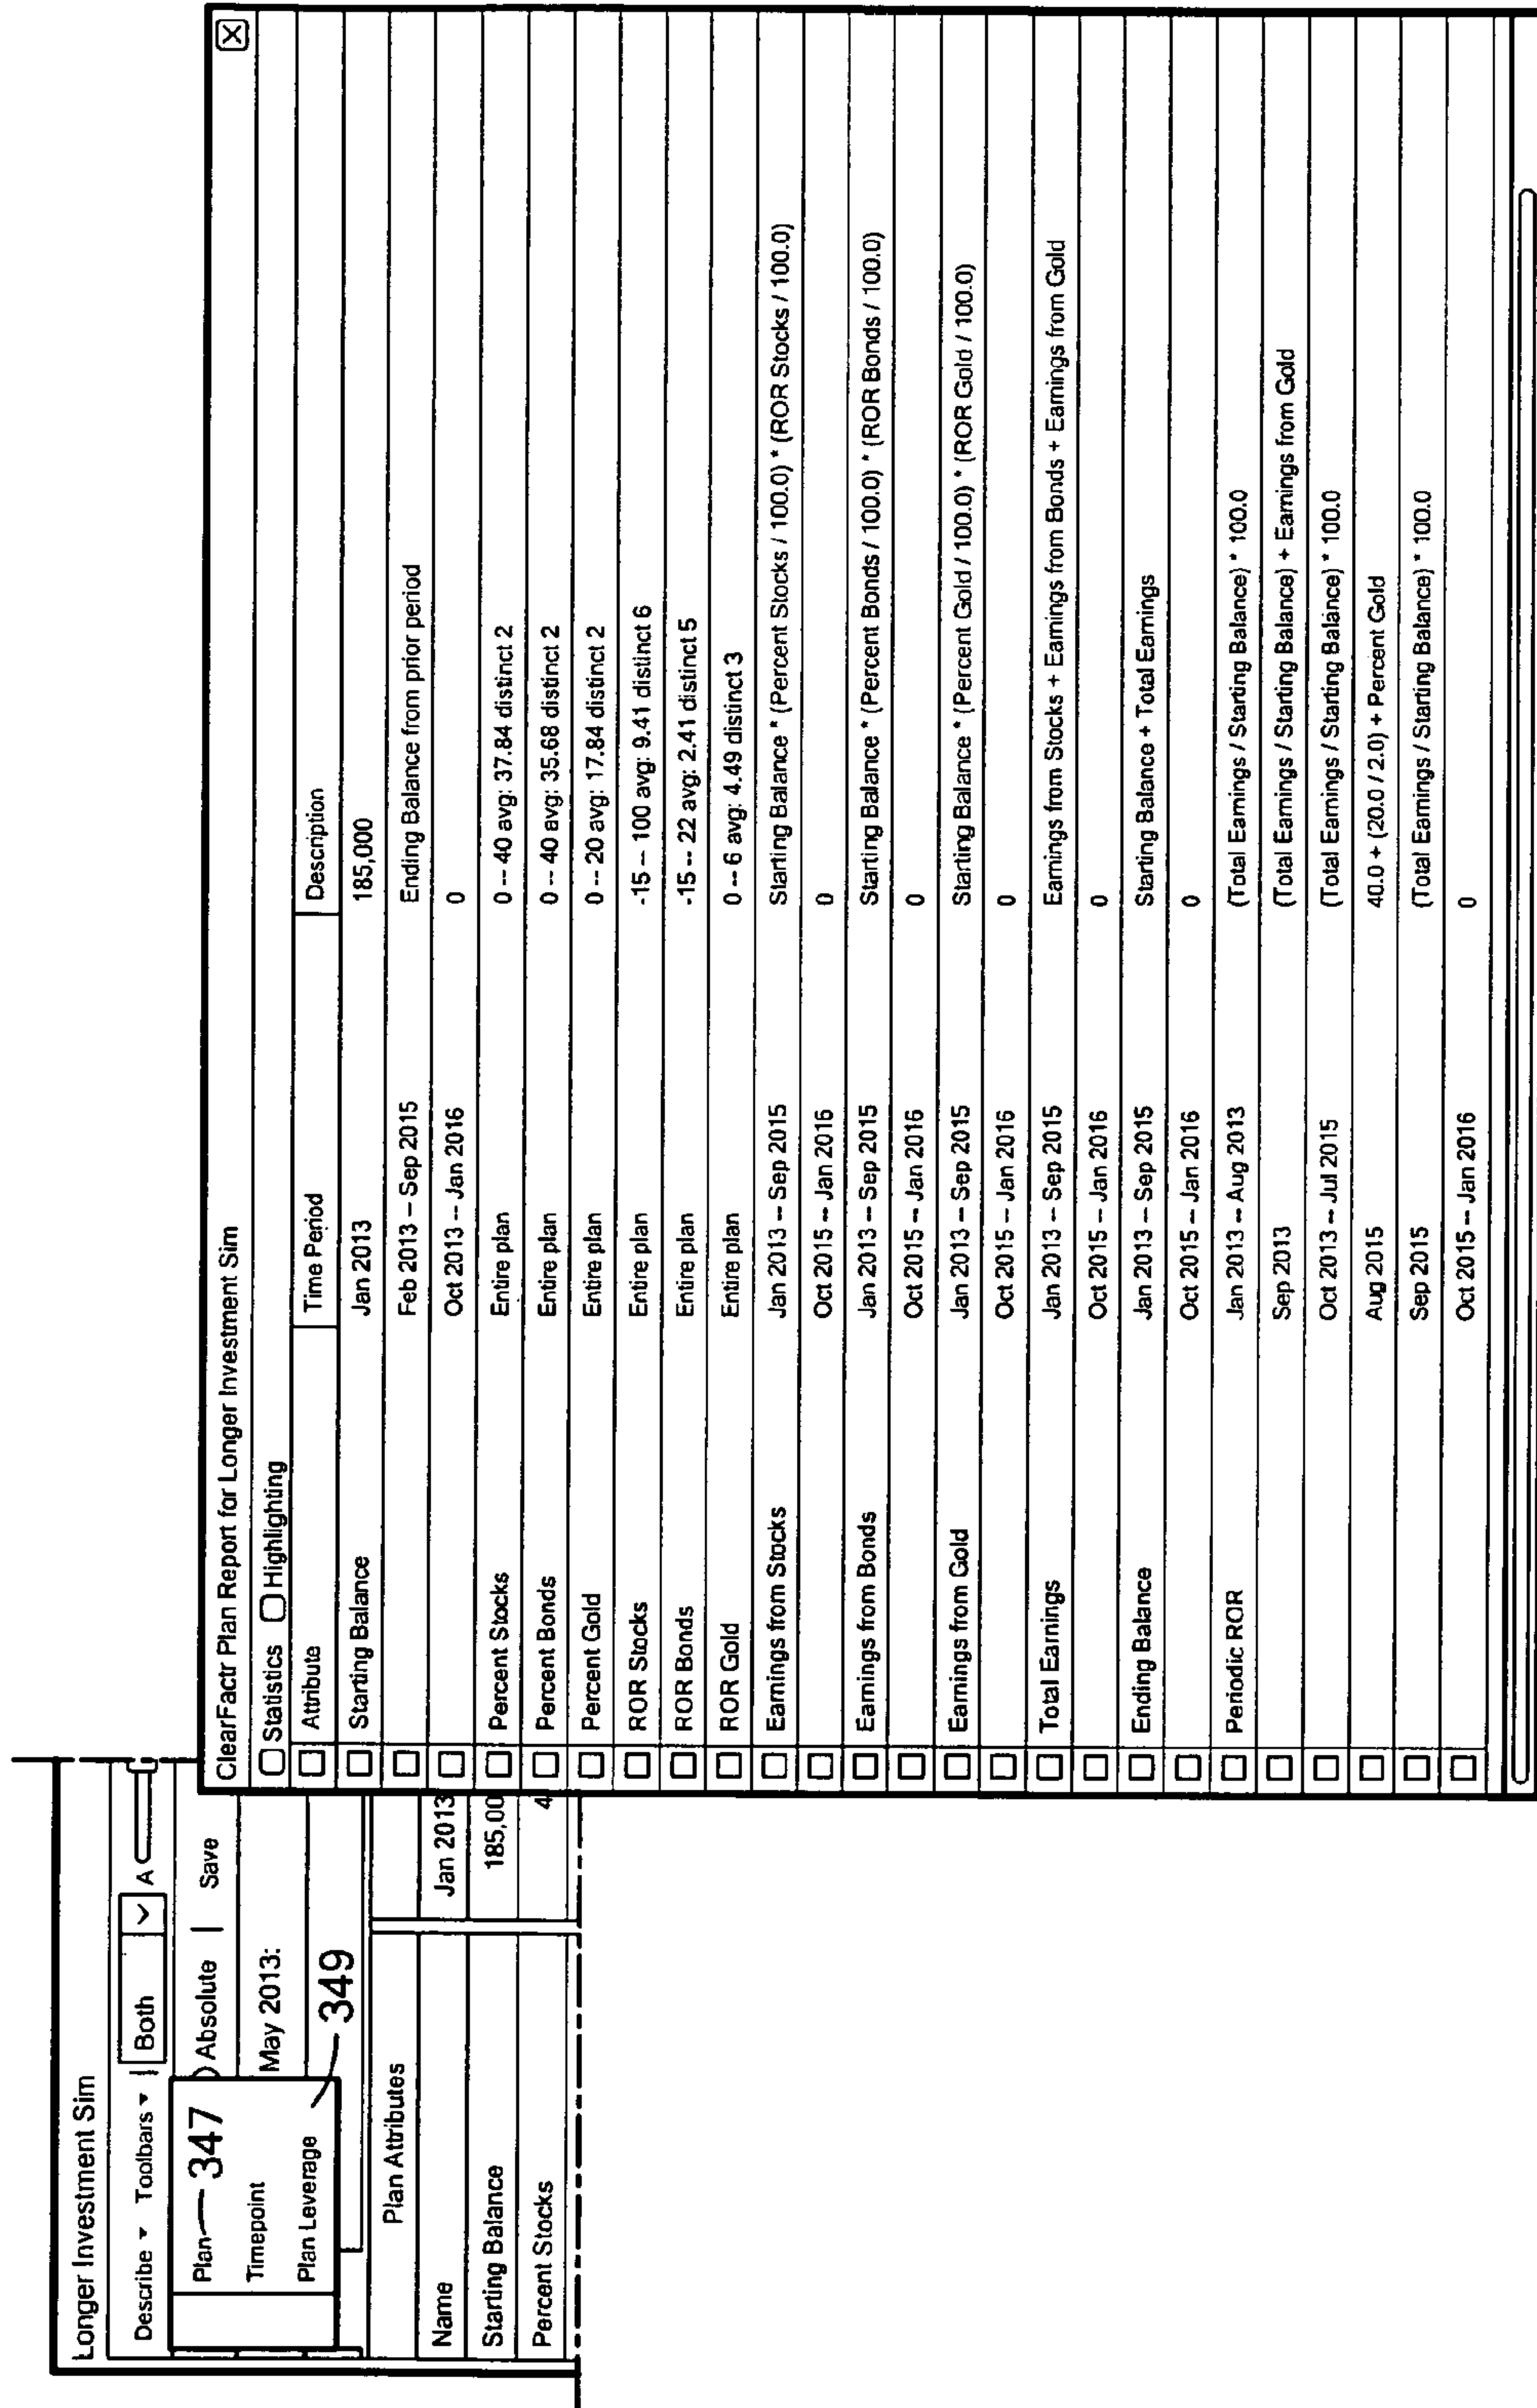 Longer Investment Sim
Describe ▾ Toolbars ▾ | Both A
Plan 347 Absolute | Save
Timepoint May 2013:
Plan Leverage 349
Plan Attributes
Name Jan 2013
Starting Balance 185,00
Percent Stocks 4
ClearFactr Plan Report for Longer Investment Sim
Statistics Highlighting
Attribute Time Period Description
Starting Balance Jan 2013 185,000
Feb 2013 -- Sep 2015 Ending Balance from prior period
Oct 2013 -- Jan 2016 0
Percent Stocks Entire plan 0 -- 40 avg: 37.84 distinct 2
Percent Bonds Entire plan 0 -- 40 avg: 35.68 distinct 2
Percent Gold Entire plan 0 -- 20 avg: 17.84 distinct 2
ROR Stocks Entire plan -15 -- 100 avg: 9.41 distinct 6
ROR Bonds Entire plan -15 -- 22 avg: 2.41 distinct 5
ROR Gold Entire plan 0 -- 6 avg: 4.49 distinct 3
Earnings from Stocks Jan 2013 -- Sep 2015 Starting Balance * (Percent Stocks / 100.0) * (ROR Stocks / 100.0)
Oct 2015 -- Jan 2016 0
Earnings from Bonds Jan 2013 -- Sep 2015 Starting Balance * (Percent Bonds / 100.0) * (ROR Bonds / 100.0)
Oct 2015 -- Jan 2016 0
Earnings from Gold Jan 2013 -- Sep 2015 Starting Balance * (Percent Gold / 100.0) * (ROR Gold / 100.0)
Oct 2015 -- Jan 2016 0
Total Earnings Jan 2013 -- Sep 2015 Earnings from Stocks + Earnings from Bonds + Earnings from Gold
Oct 2015 -- Jan 2016 0
Ending Balance Jan 2013 -- Sep 2015 Starting Balance + Total Earnings
Oct 2015 -- Jan 2016 0
Periodic ROR Jan 2013 -- Aug 2013 (Total Earnings / Starting Balance) * 100.0
Sep 2013 (Total Earnings / Starting Balance) + Earnings from Gold
Oct 2013 -- Jul 2015 (Total Earnings / Starting Balance) * 100.0
Aug 2015 40.0 + (20.0 / 2.0) + Percent Gold
Sep 2015 (Total Earnings / Starting Balance) * 100.0
Oct 2015 -- Jan 2016 0